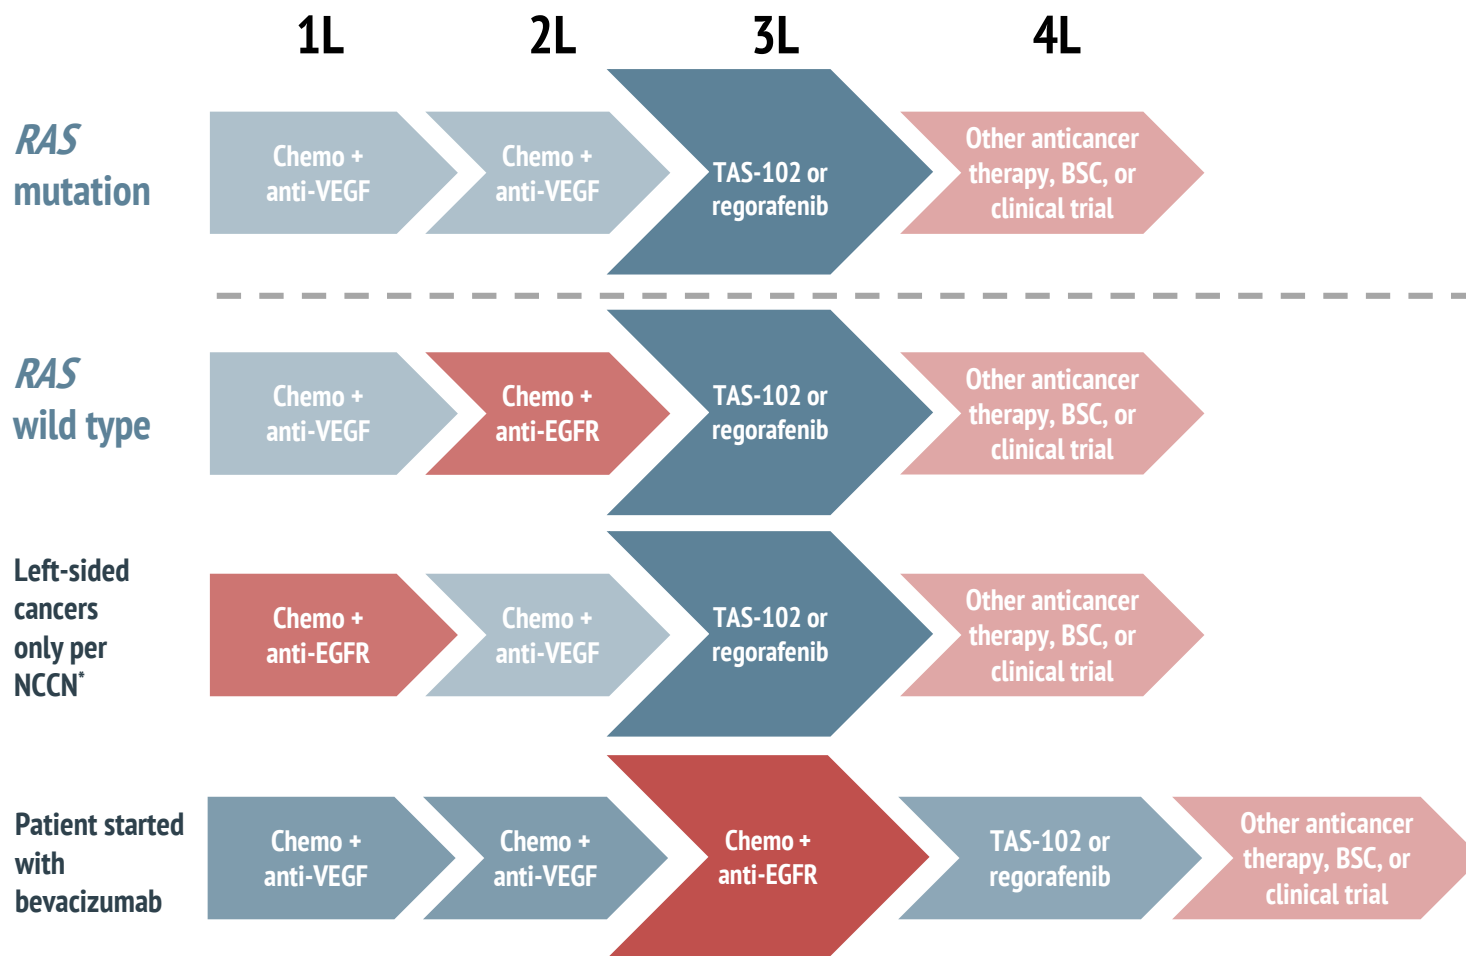 1L 2L 3L 4L
RAS
mutation
Chemo +
anti-VEGF
Chemo +
anti-VEGF
TAS-102 or
regorafenib
Other anticancer
therapy, BSC, or
clinical trial
RAS
wild type
Chemo +
anti-VEGF
Chemo +
anti-EGFR
TAS-102 or
regorafenib
Other anticancer
therapy, BSC, or
clinical trial
Left-sided
cancers
only per
NCCN*
Chemo +
anti-EGFR
Chemo +
anti-VEGF
TAS-102 or
regorafenib
Other anticancer
therapy, BSC, or
clinical trial
Patient started
with
bevacizumab
Chemo +
anti-VEGF
Chemo +
anti-VEGF
Chemo +
anti-EGFR
TAS-102 or
regorafenib
Other anticancer
therapy, BSC, or
clinical trial